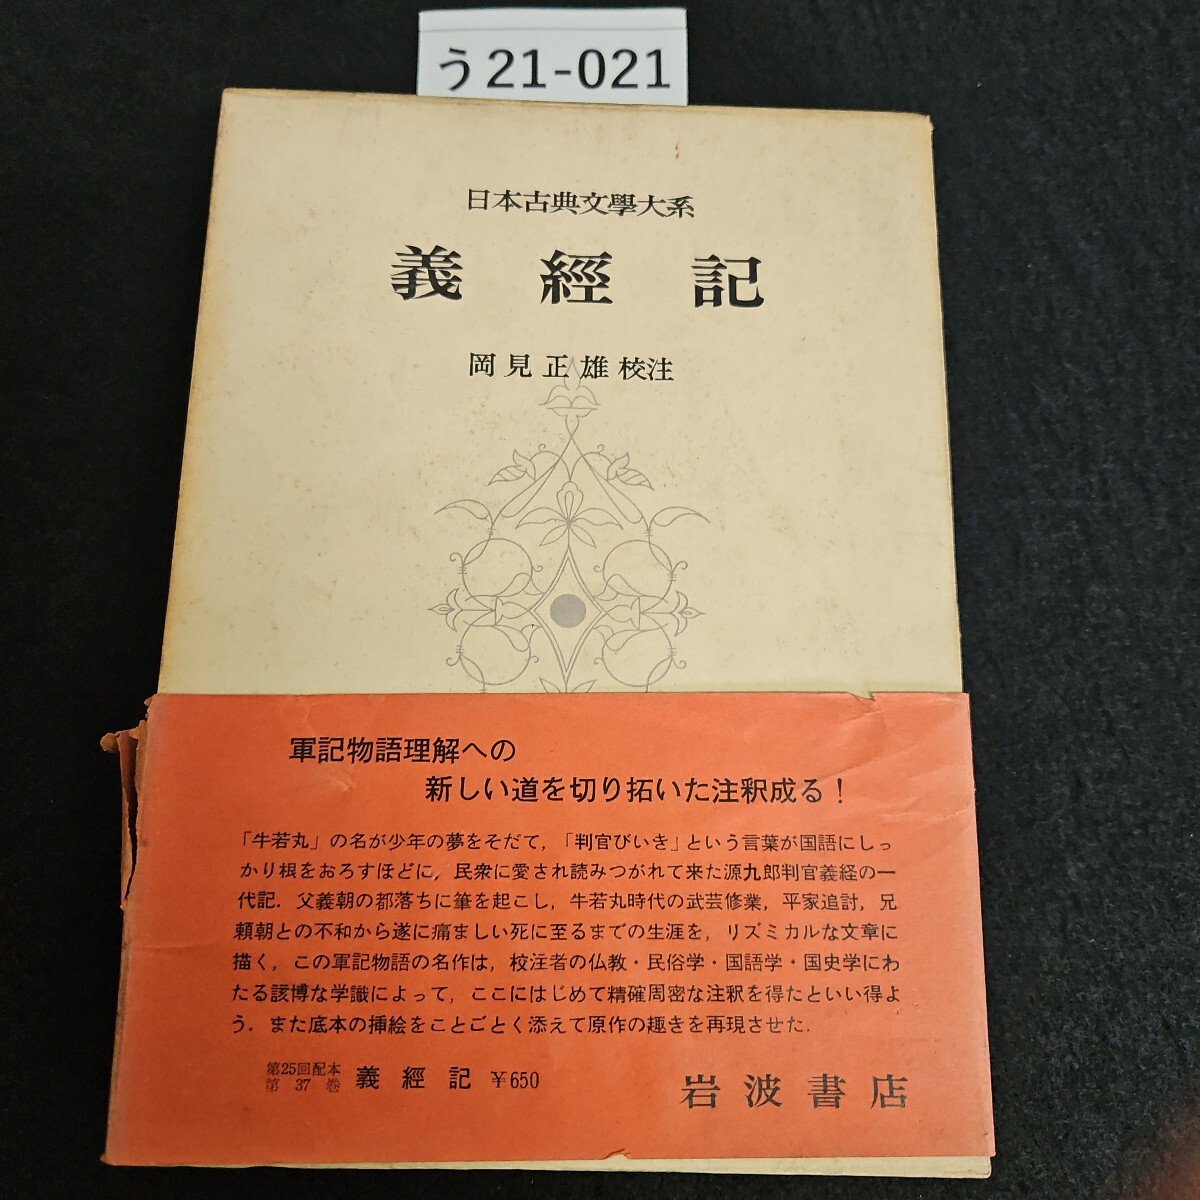 う21-021
日本古典文學大系
義經記
岡見正雄校注
軍記物語理解への
新しい道を切り拓いた注釈成る！
「牛若丸」の名が少年の夢をそだて，「判官びいき」という言葉が国語にしっ
かり根をおろすほどに，民衆に愛され読みつがれて来た源九郎判官義経の一
代記．父義朝の都落ちに筆を起こし，牛若丸時代の武芸修業，平家追討，兄
頼朝との不和から遂に痛ましい死に至るまでの生涯を，リズミカルな文章に
描く，この軍記物語の名作は，校注者の仏教・民俗学・国語学・国史学にわ
たる該博な学識によって，ここにはじめて精確周密な注釈を得たといい得よ
う．また底本の挿絵をことごとく添えて原作の趣きを再現させた．
第25回配本
第37巻 義經記 ￥650
岩波書店